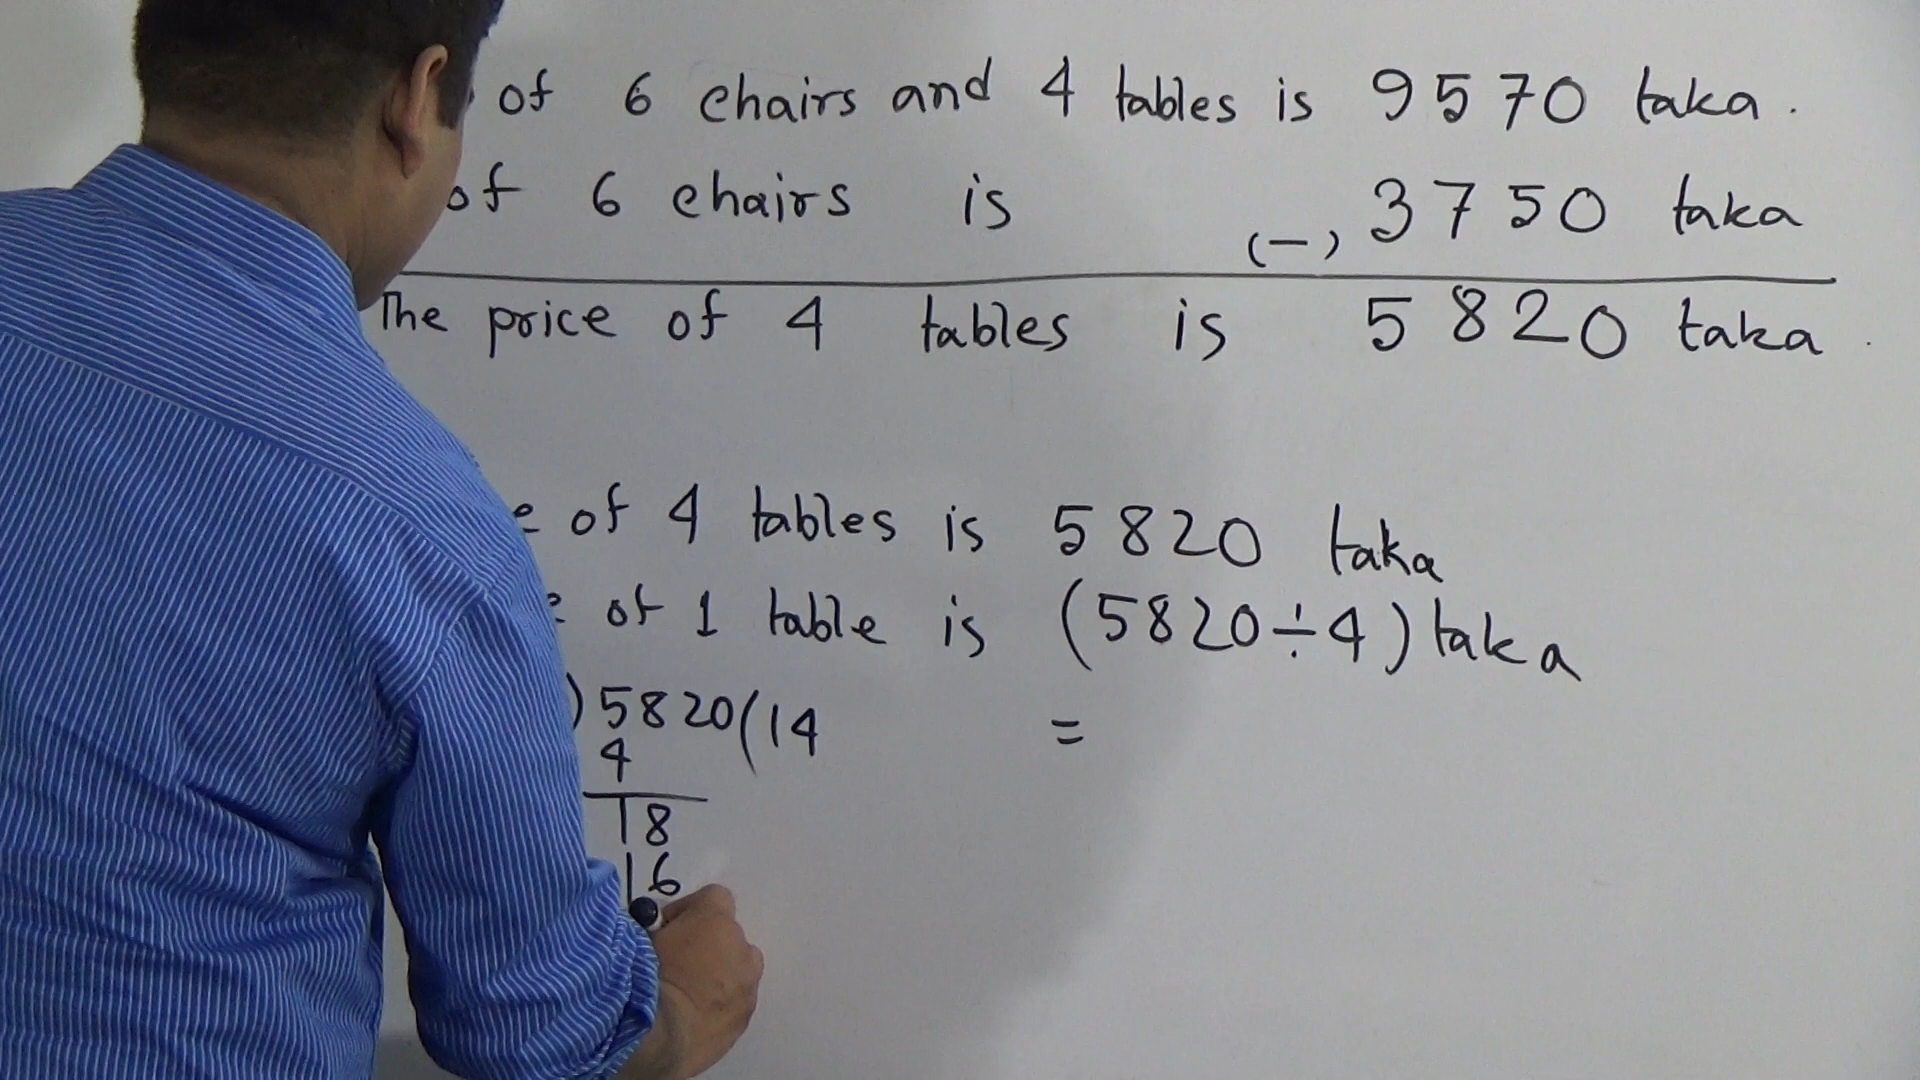 of 6 chairs and 4 tables is 9570 taka.
of 6 chairs is (-) 3750 taka
The price of 4 tables is 5820 taka.
of 4 tables is 5820 taka
of 1 table is (5820÷4) taka
)5820(14 =
4
18
16